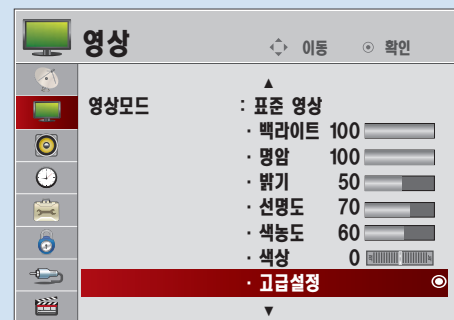 영상 이동 확인
영상모드 : 표준 영상
· 백라이트 100
· 명암 100
· 밝기 50
· 선명도 70
· 색농도 60
· 색상 0
· 고급설정